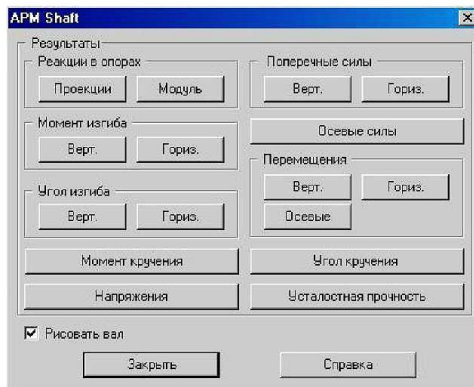 APM Shaft
Результаты
Реакции в опорах
Проекции Модуль
Поперечные силы
Верт. Гориз.
Момент изгиба
Верт. Гориз.
Осевые силы
Перемещения
Верт. Гориз.
Осевые
Угол изгиба
Верт. Гориз.
Момент кручения
Угол кручения
Напряжения
Усталостная прочность
Рисовать вал
Закрыть
Справка